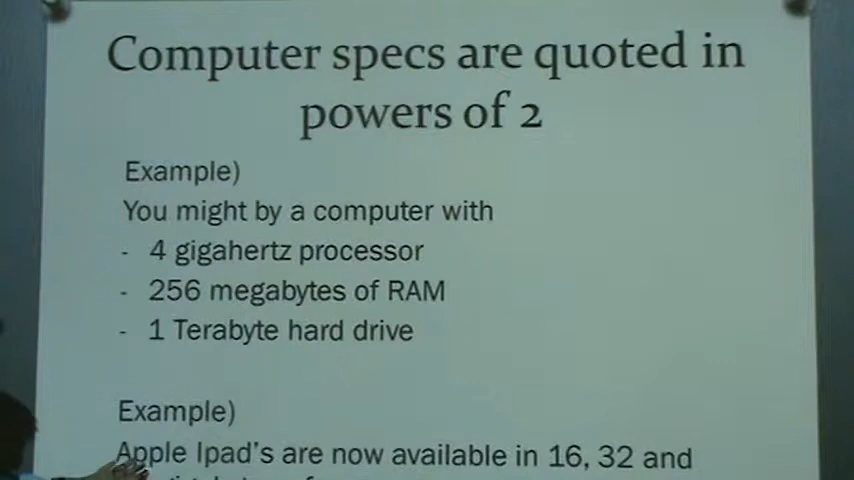 Computer specs are quoted in
powers of 2
Example)
You might by a computer with
- 4 gigahertz processor
- 256 megabytes of RAM
- 1 Terabyte hard drive
Example)
Apple Ipad's are now available in 16, 32 and